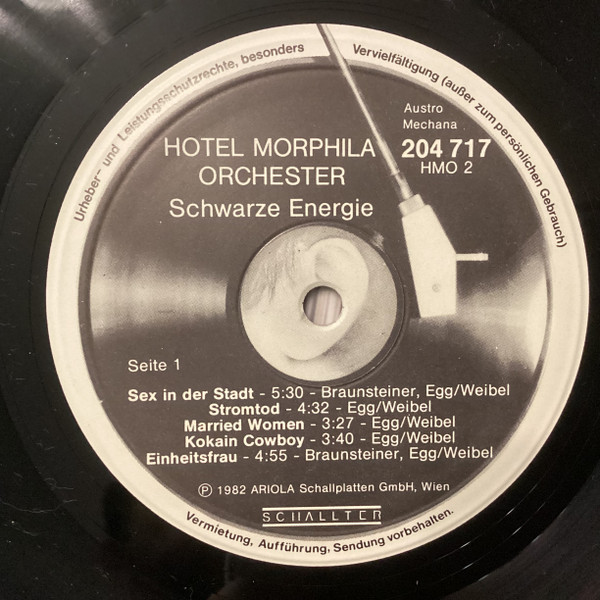 Urheber- und Leistungsschutzrechte, besonders Vervielfältigung (außer zum persönlichen Gebrauch)
Austro
Mechana
HOTEL MORPHILA
ORCHESTER
204 717
HMO 2
Schwarze Energie
Seite 1
Sex in der Stadt - 5:30 - Braunsteiner, Egg/Weibel
Stromtod - 4:32 - Egg/Weibel
Married Women - 3:27 - Egg/Weibel
Kokain Cowboy - 3:40 - Egg/Weibel
Einheitsfrau - 4:55 - Braunsteiner, Egg/Weibel
Ⓟ 1982 ARIOLA Schallplatten GmbH, Wien
SCHALLTER
Vermietung, Aufführung, Sendung vorbehalten.